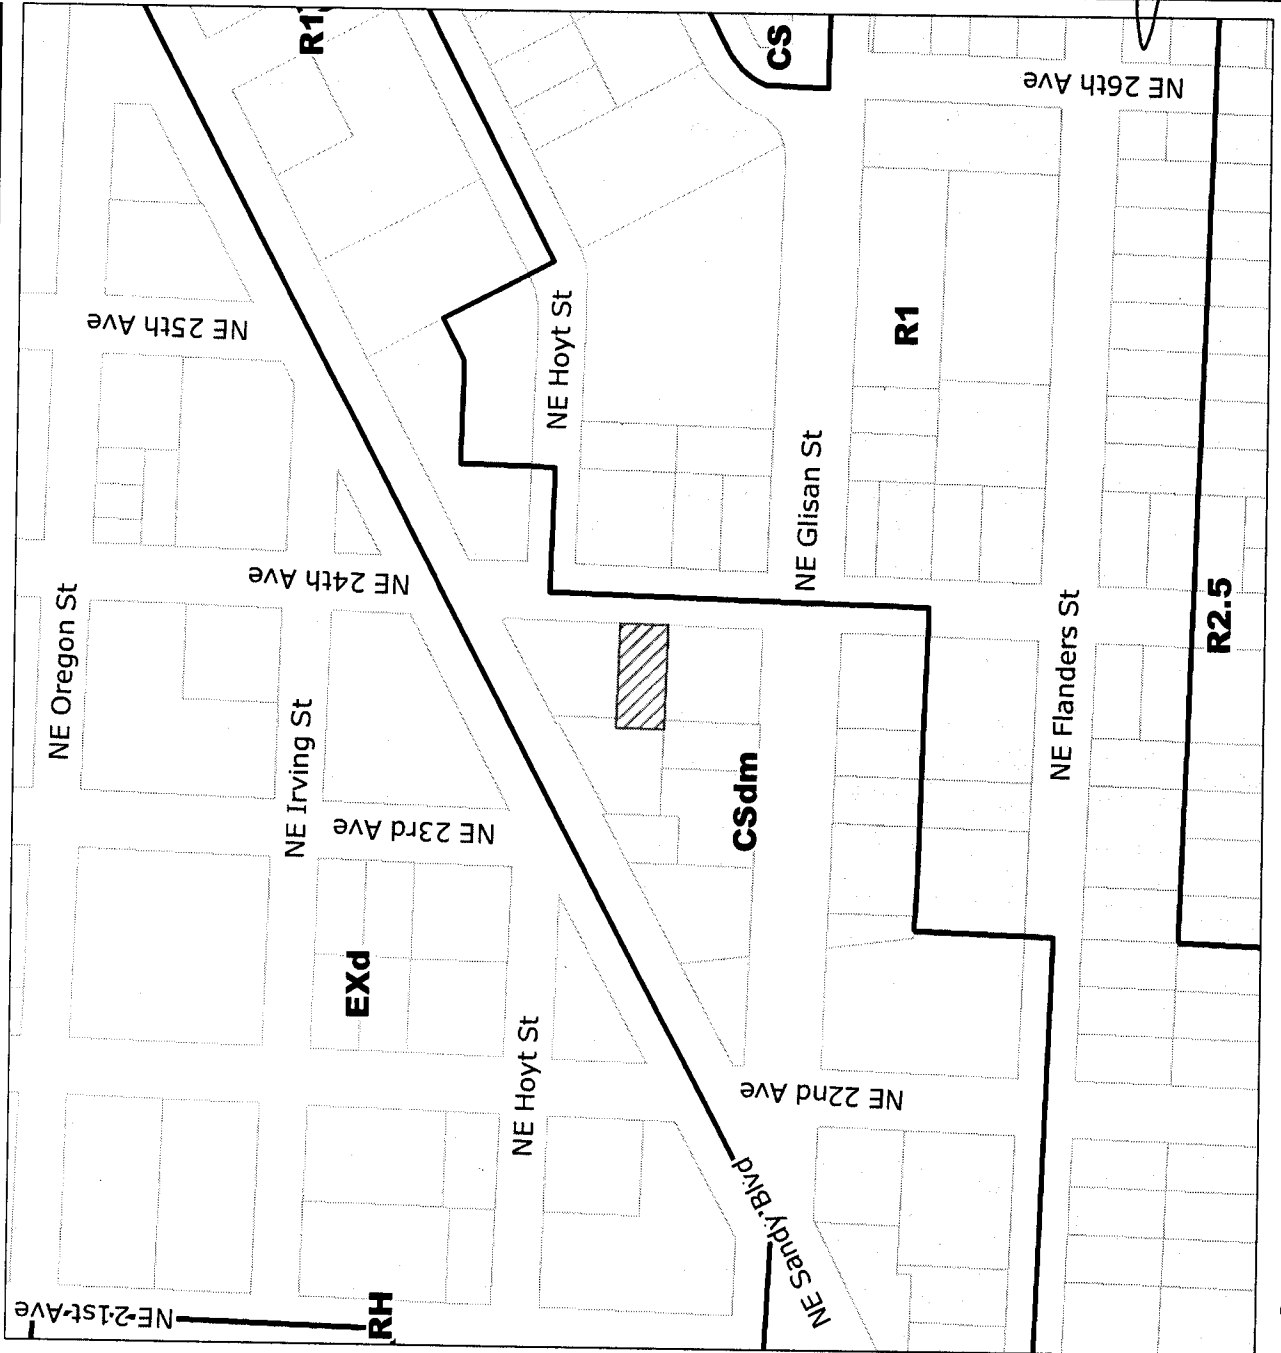 R1
CS
NE 26th Ave
NE 25th Ave
NE Hoyt St
R1
NE Glisan St
NE 24th Ave
NE Oregon St
NE Flanders St
R2.5
NE Irving St
NE 23rd Ave
CSdm
EXd
NE Hoyt St
NE 22nd Ave
NE Sandy Blvd
NE 21st Ave
RH